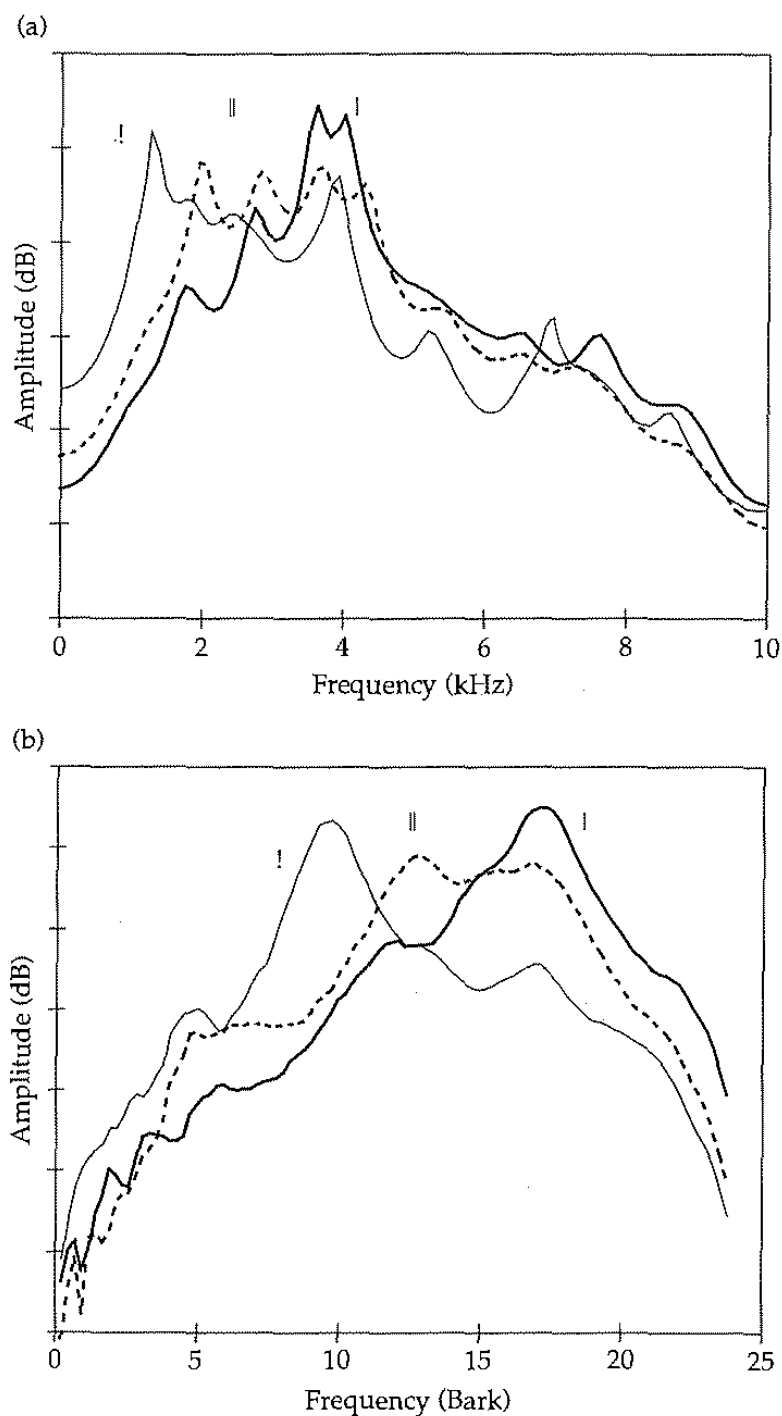 (a)
! ǁ ǀ
Amplitude (dB)
0 2 4 6 8 10
Frequency (kHz)
(b)
! ǁ ǀ
Amplitude (dB)
0 5 10 15 20 25
Frequency (Bark)